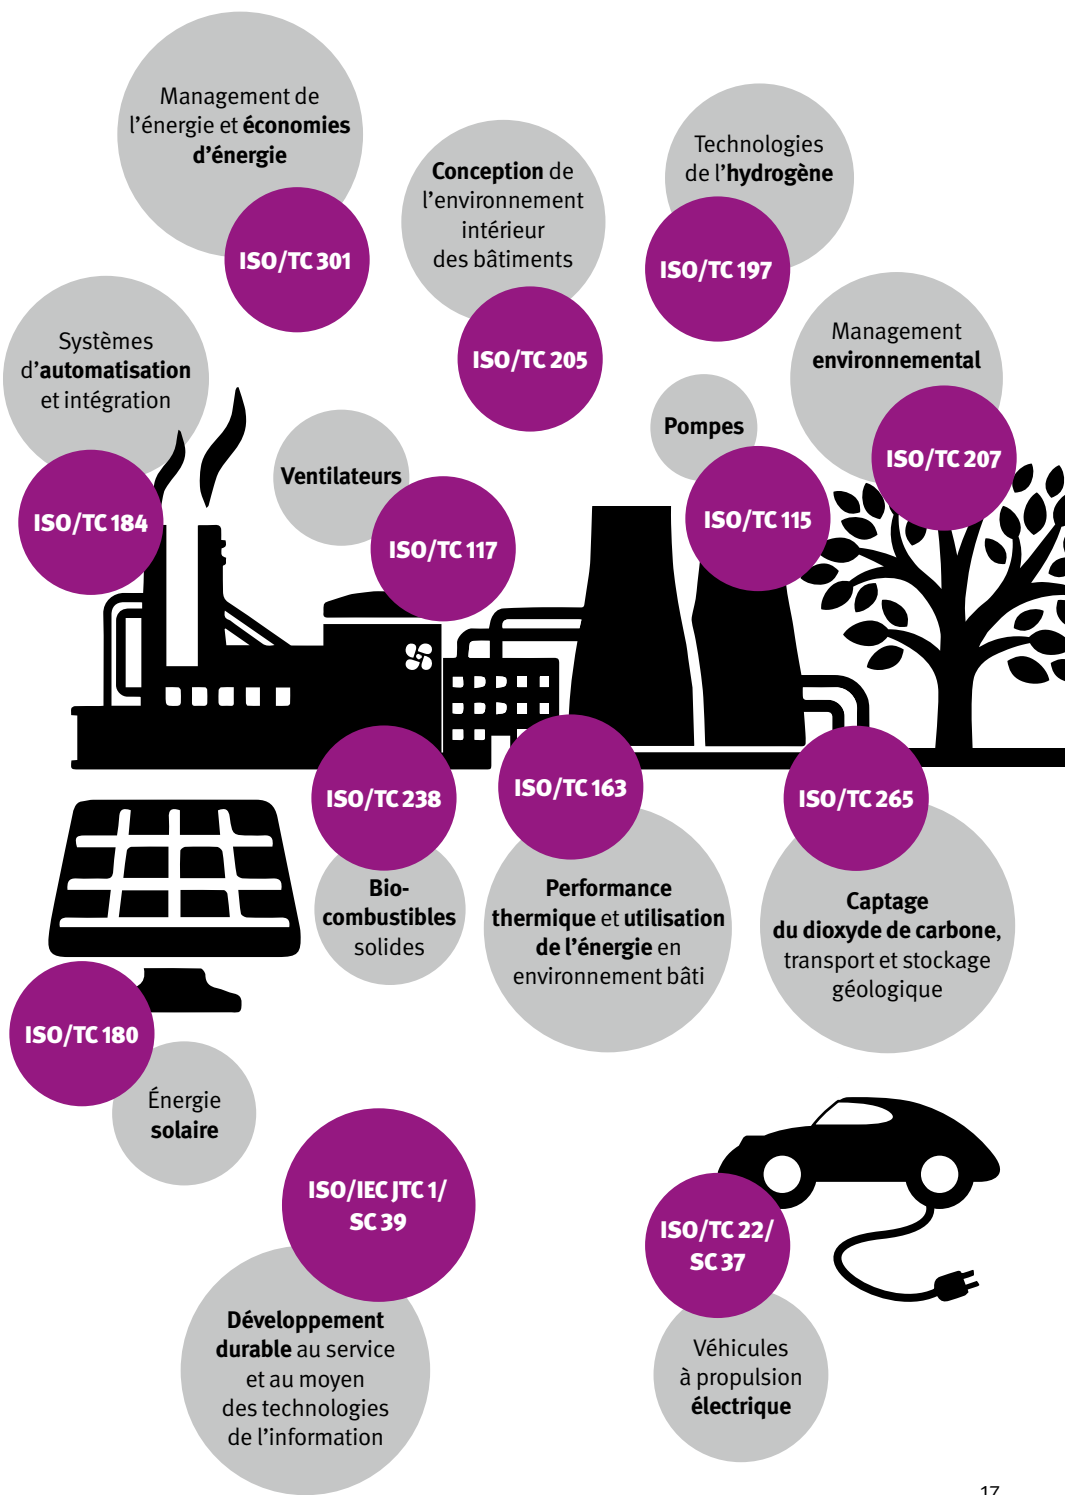 Management de
l’énergie et économies
d’énergie
ISO/TC 301
Conception de
l’environnement
intérieur
des bâtiments
ISO/TC 205
Technologies
de l’hydrogène
ISO/TC 197
Systèmes
d’automatisation
et intégration
ISO/TC 184
Ventilateurs
ISO/TC 117
Pompes
ISO/TC 115
Management
environnemental
ISO/TC 207
ISO/TC 238
Bio-
combustibles
solides
ISO/TC 163
Performance
thermique et utilisation
de l’énergie en
environnement bâti
ISO/TC 265
Captage
du dioxyde de carbone,
transport et stockage
géologique
ISO/TC 180
Énergie
solaire
ISO/IEC JTC 1/
SC 39
Développement
durable au service
et au moyen
des technologies
de l’information
ISO/TC 22/
SC 37
Véhicules
à propulsion
électrique
17